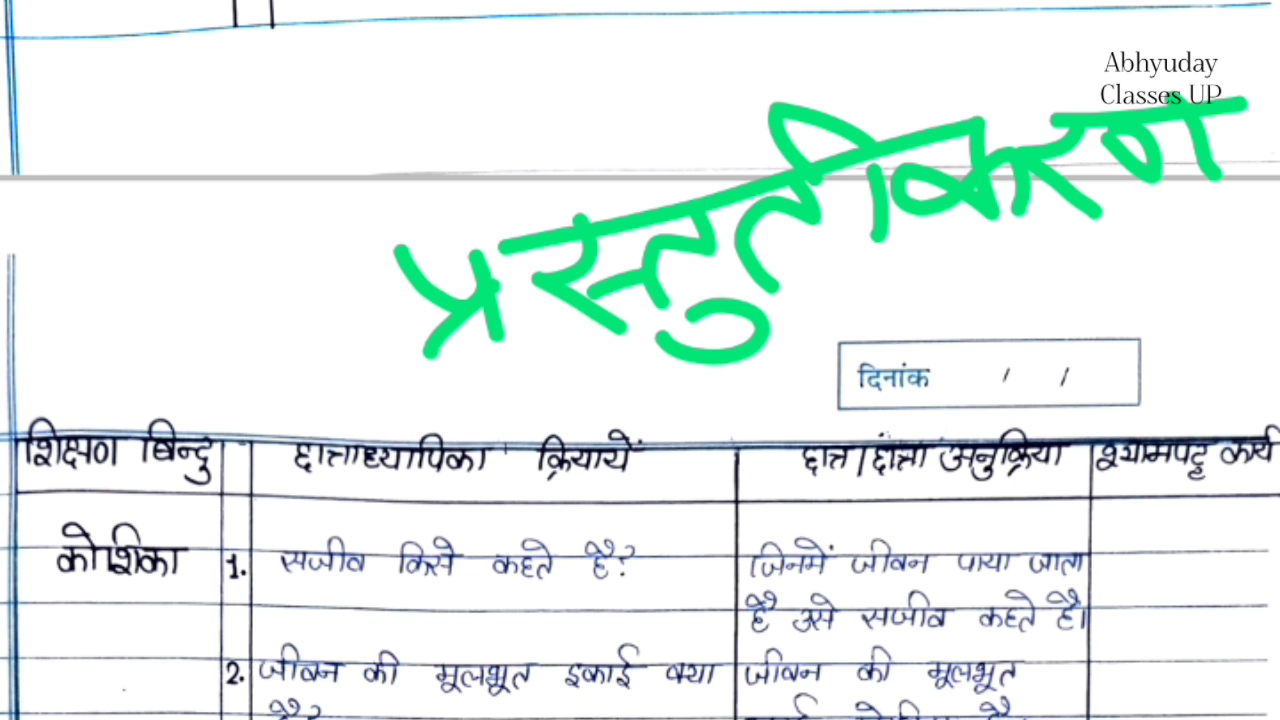 Abhyuday
Classes UP
प्रस्तुतीकरण
दिनांक / /
शिक्षण बिन्दु छात्राध्यापिका क्रियायें छात्र/छात्रा अनुक्रिया श्यामपट्ट कार्य
कोशिका 1. सजीव किसे कहते है? जिनमें जीवन पाया जाता
है उसे सजीव कहते है।
2. जीवन की मूलभूत इकाई क्या जीवन की मूलभूत
है?